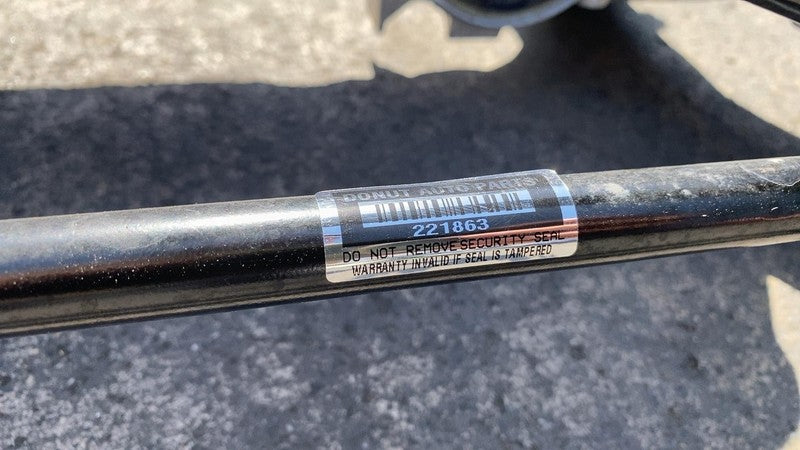 DONUT AUTO PARTS
221863
DO NOT REMOVE SECURITY SEAL
WARRANTY INVALID IF SEAL IS TAMPERED